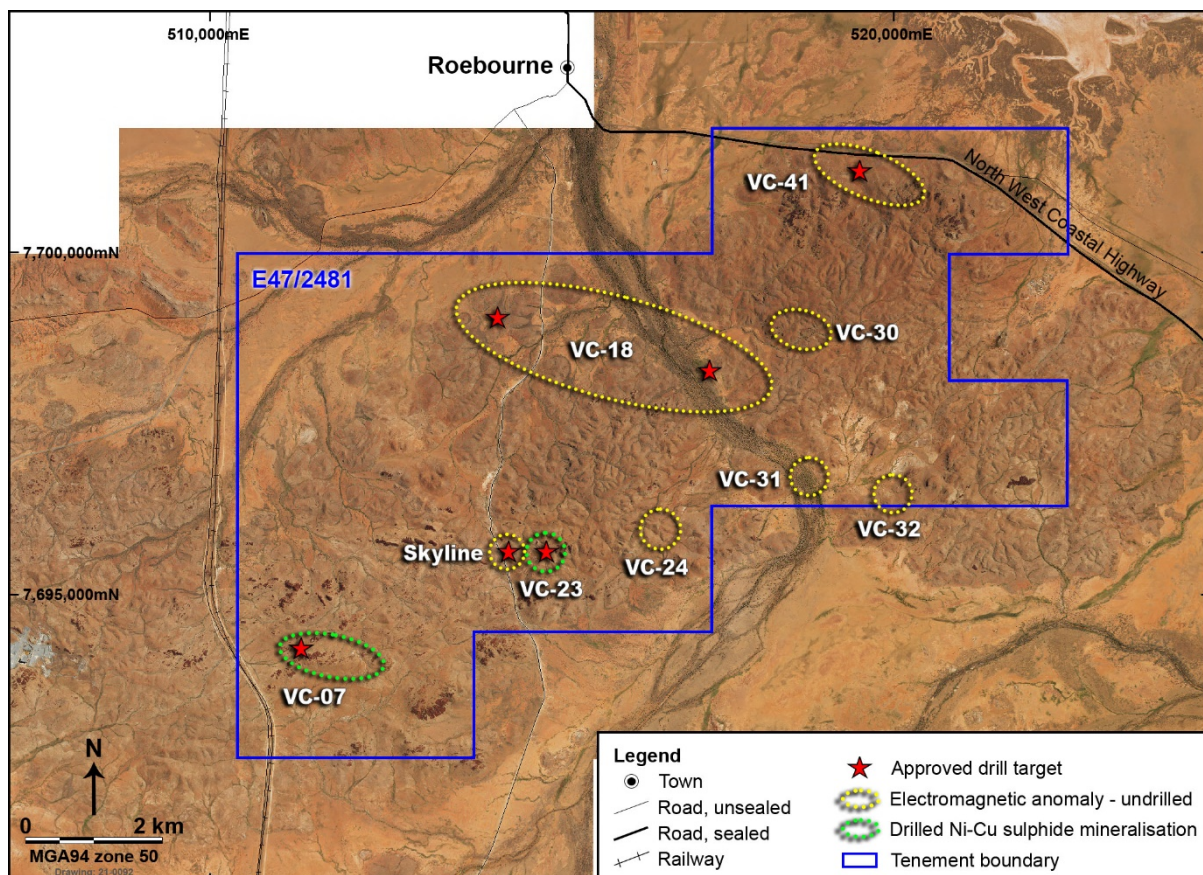 510,000mE
520,000mE
Roebourne
VC-41
North West Coastal Highway
7,700,000mN
E47/2481
VC-30
VC-18
VC-31
VC-32
Skyline
VC-24
VC-23
7,695,000mN
VC-07
N
0 2 km
MGA94 zone 50
Drawing: 21.0092
Legend
Town
Road, unsealed
Road, sealed
Railway
Approved drill target
Electromagnetic anomaly - undrilled
Drilled Ni-Cu sulphide mineralisation
Tenement boundary